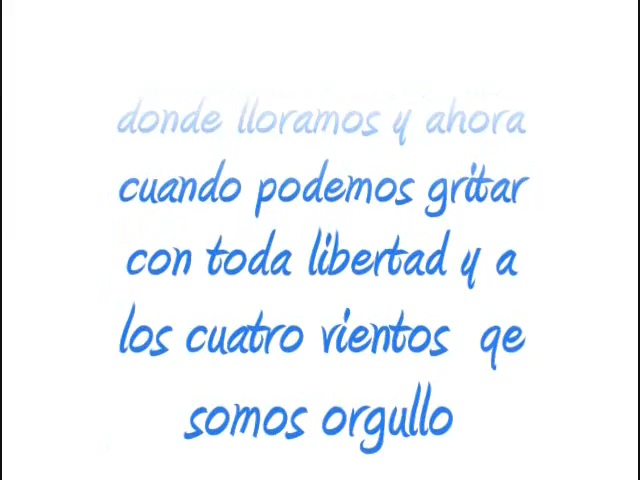 donde lloramos y ahora
cuando podemos gritar
con toda libertad y a
los cuatro vientos qe
somos orgullo